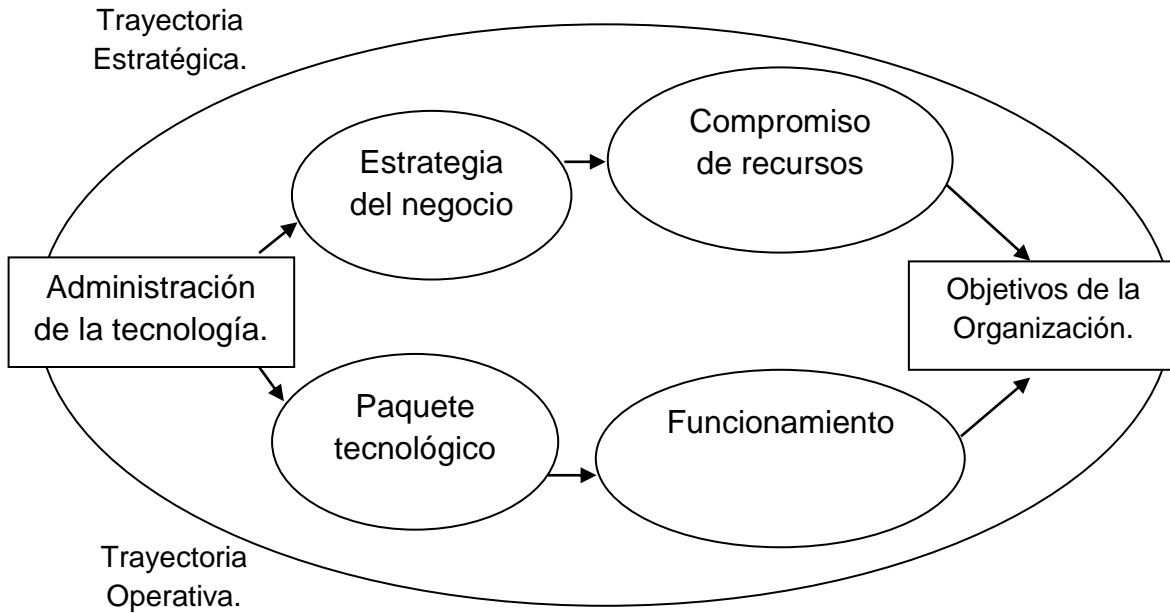 Trayectoria
Estratégica.
Estrategia
del negocio
Compromiso
de recursos
Administración
de la tecnología.
Objetivos de la
Organización.
Paquete
tecnológico
Funcionamiento
Trayectoria
Operativa.